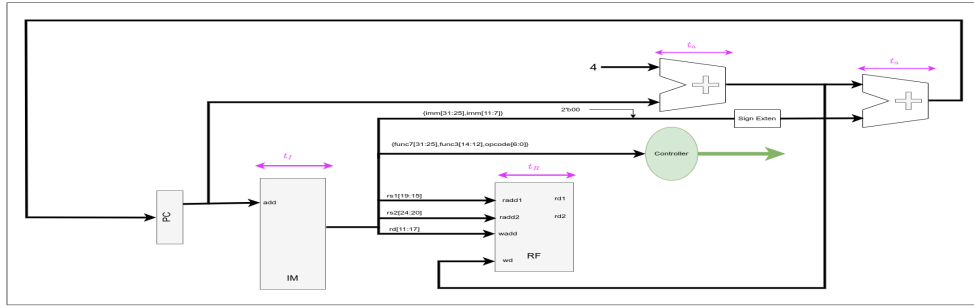 t_a
t_a
4
2'b00
{imm[31:25],imm[11:7]}
Sign Exten
{func7[31:25],func3[14:12],opcode[6:0]}
Controller
t_I
t_R
PC
add
IM
rs1[19:15]
rs2[24:20]
rd[11:17]
radd1
rd1
radd2
rd2
wadd
wd
RF